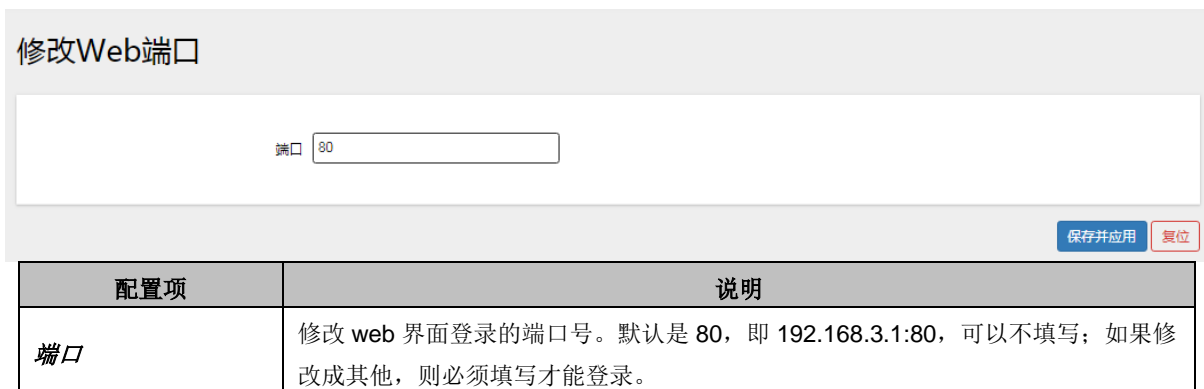 修改Web端口
端口 80
保存并应用 复位
配置项 说明
端口 修改 web 界面登录的端口号。默认是 80，即 192.168.3.1:80，可以不填写；如果修
改成其他，则必须填写才能登录。